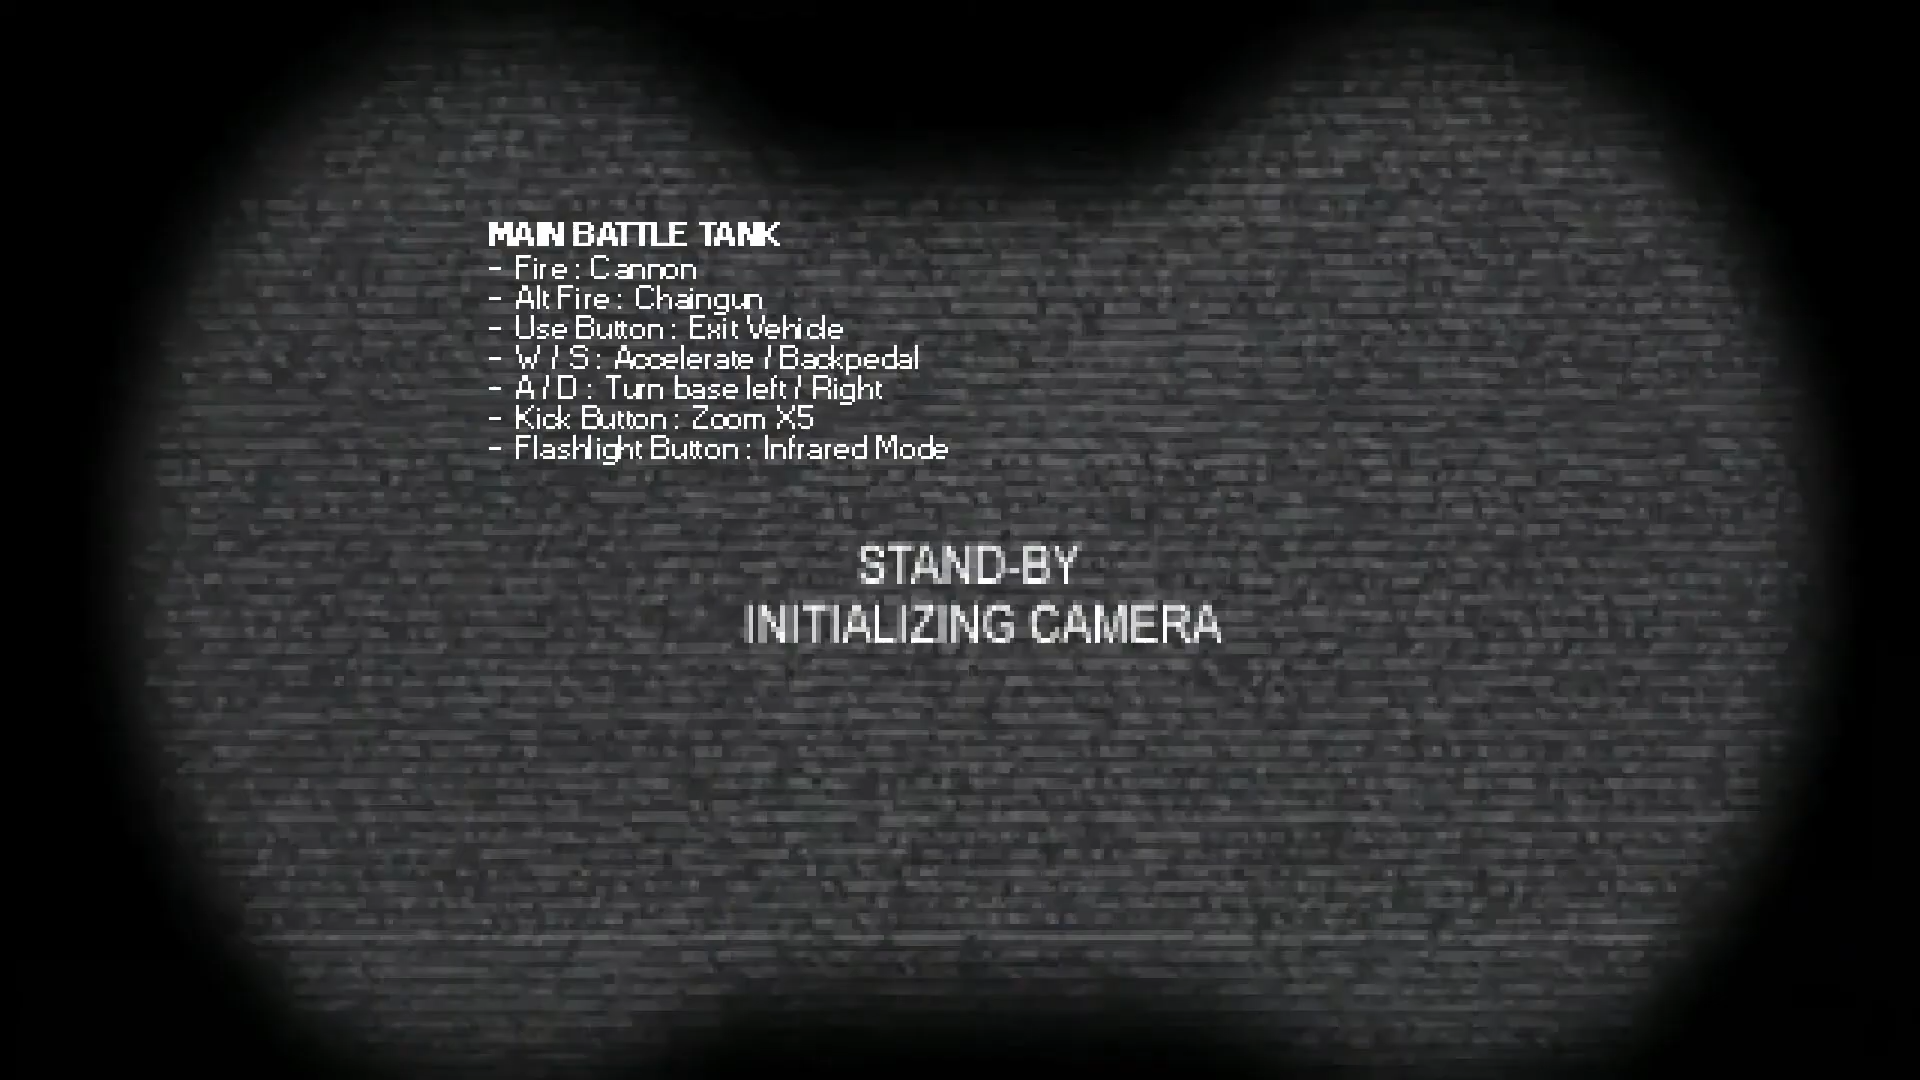 MAIN BATTLE TANK
- Fire : Cannon
- Alt Fire : Chaingun
- Use Button : Exit Vehicle
- W / S : Accelerate / Backpedal
- A / D : Turn base left / Right
- Kick Button : Zoom X5
- Flashlight Button : Infrared Mode
STAND-BY
INITIALIZING CAMERA